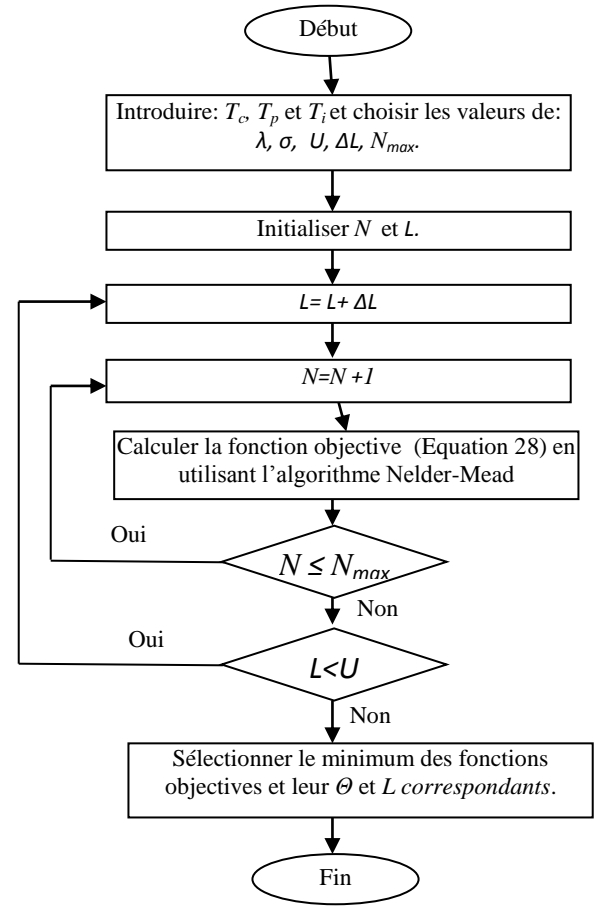 Début
Introduire: Tc, Tp et Ti et choisir les valeurs de:
λ, σ, U, ΔL, Nmax.
Initialiser N et L.
L= L+ ΔL
N=N +1
Calculer la fonction objective (Equation 28) en
utilisant l’algorithme Nelder-Mead
Oui
N ≤ Nmax
Non
Oui
L<U
Non
Sélectionner le minimum des fonctions
objectives et leur Θ et L correspondants.
Fin